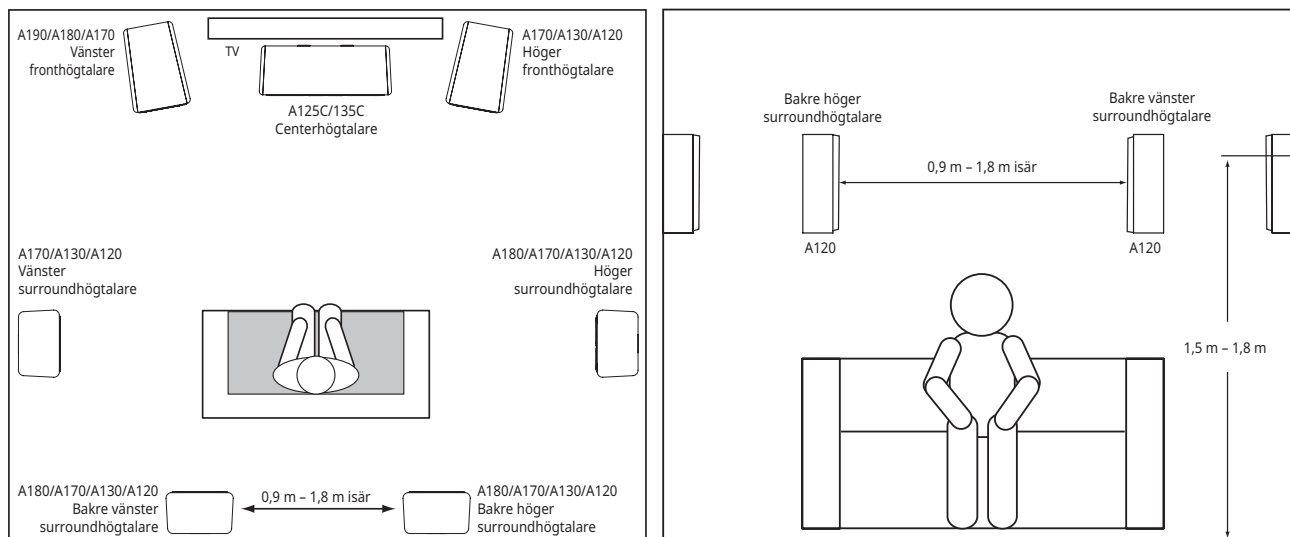 A190/A180/A170
Vänster
fronthögtalare
TV
A170/A130/A120
Höger
fronthögtalare
A125C/135C
Centerhögtalare
A170/A130/A120
Vänster
surroundhögtalare
A180/A170/A130/A120
Höger
surroundhögtalare
A180/A170/A130/A120
Bakre vänster
surroundhögtalare
0,9 m – 1,8 m isär
A180/A170/A130/A120
Bakre höger
surroundhögtalare
Bakre höger
surroundhögtalare
Bakre vänster
surroundhögtalare
0,9 m – 1,8 m isär
A120
A120
1,5 m – 1,8 m